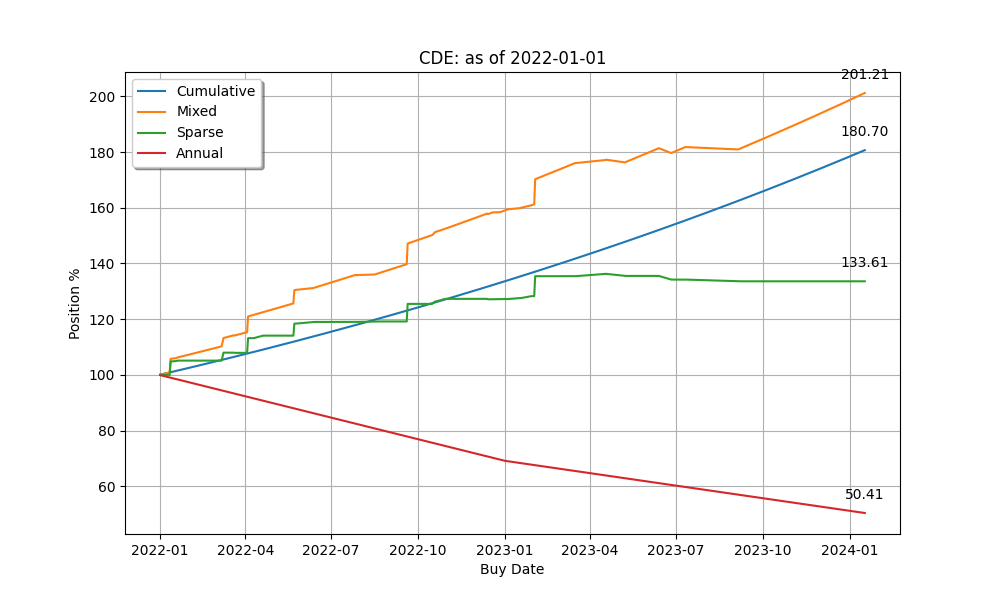 CDE: as of 2022-01-01
Cumulative
Mixed
Sparse
Annual
201.21
180.70
133.61
50.41
200
180
160
140
120
100
80
60
Position %
2022-01 2022-04 2022-07 2022-10 2023-01 2023-04 2023-07 2023-10 2024-01
Buy Date